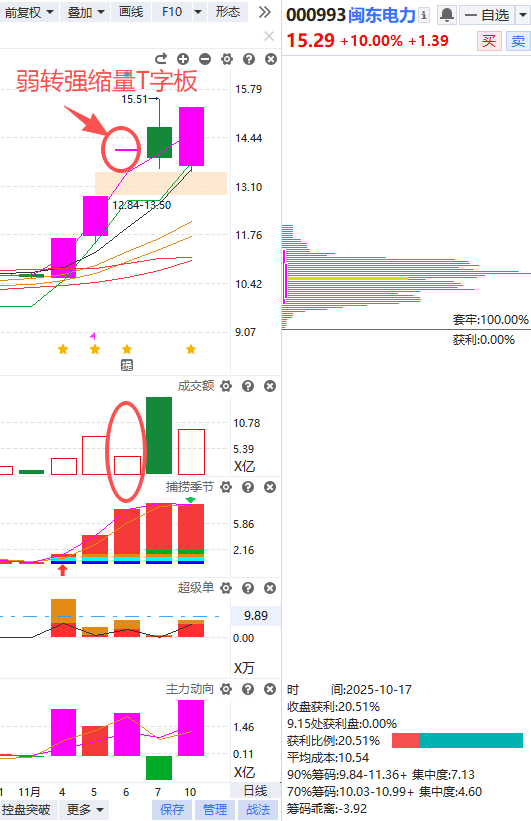 前复权 叠加 画线 F10 形态
000993闽东电力 一自选
15.29 +10.00% +1.39 买 卖
弱转强缩量T字板
15.51→
15.79
14.44
13.10
12.84-13.50
11.76
10.42
9.07
提
套牢:100.00%
获利:0.00%
成交额
10.78
5.39
X亿
捕捞季节
5.86
2.16
超级单
9.89
0.00
X万
主力动向
1.46
0.11
X亿
1 11月 4 5 6 7 10 日线
控盘突破 更多 保存 管理 战法
时 间:2025-10-17
收盘获利:20.51%
9.15处获利盘:0.00%
获利比例:20.51%
平均成本:10.54
90%筹码:9.84-11.36+ 集中度:7.13
70%筹码:10.03-10.99+ 集中度:4.60
筹码乖离:-3.92